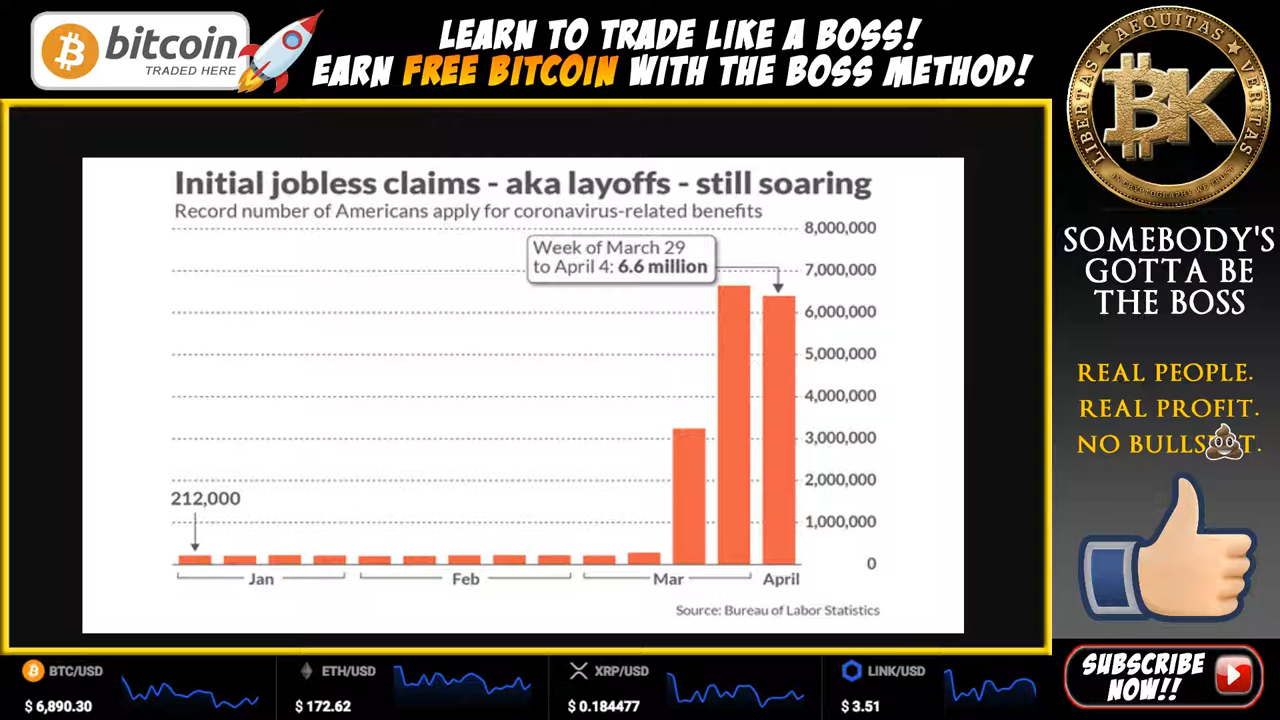 bitcoin
TRADED HERE
LEARN TO TRADE LIKE A BOSS!
EARN FREE BITCOIN WITH THE BOSS METHOD!
LIBERTAS AEQUITAS VERITAS
BK
IN CRYPTOGRAPHY WE TRUST
Initial jobless claims - aka layoffs - still soaring
Record number of Americans apply for coronavirus-related benefits
8,000,000
Week of March 29
to April 4: 6.6 million
7,000,000
6,000,000
5,000,000
4,000,000
3,000,000
2,000,000
212,000
1,000,000
0
Jan
Feb
Mar
April
Source: Bureau of Labor Statistics
SOMEBODY'S
GOTTA BE
THE BOSS
REAL PEOPLE.
REAL PROFIT.
NO BULLS💩T.
BTC/USD
$ 6,890.30
ETH/USD
$ 172.62
XRP/USD
$ 0.184477
LINK/USD
$ 3.51
SUBSCRIBE
NOW!!